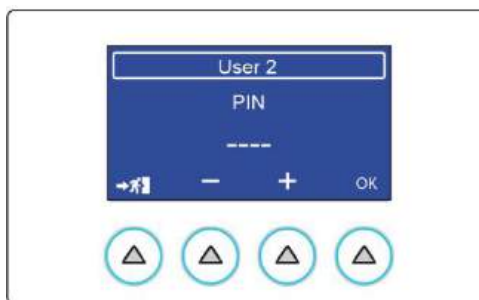 User 2
PIN
----
− + OK